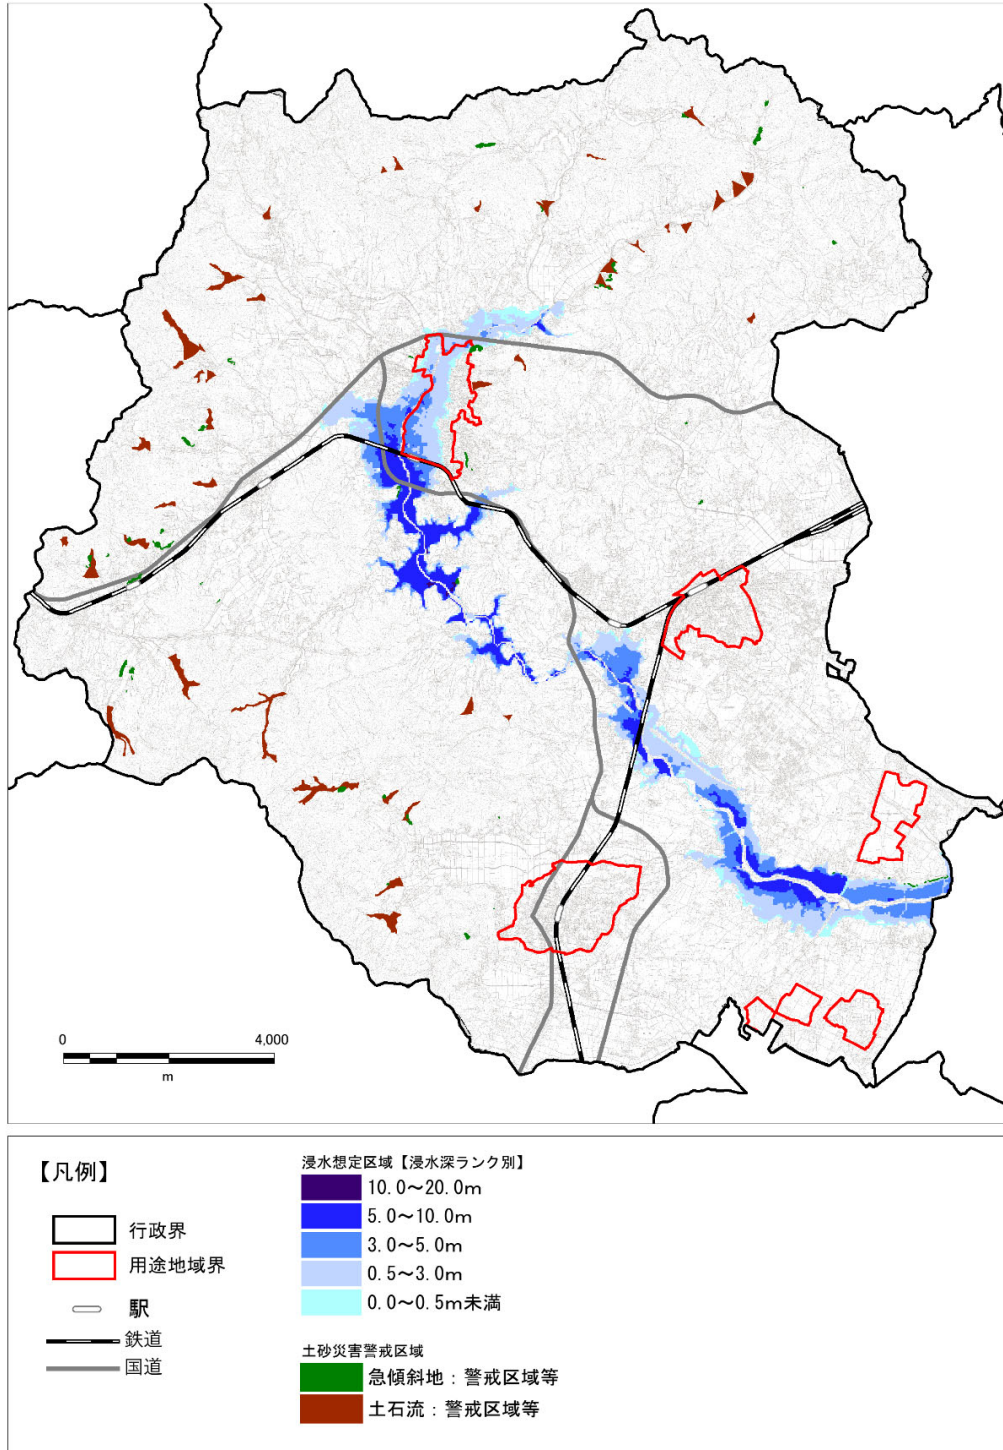 0
4,000
m
【凡例】
行政界
用途地域界
駅
鉄道
国道
浸水想定区域【浸水深ランク別】
10.0～20.0m
5.0～10.0m
3.0～5.0m
0.5～3.0m
0.0～0.5m未満
土砂災害警戒区域
急傾斜地：警戒区域等
土石流：警戒区域等